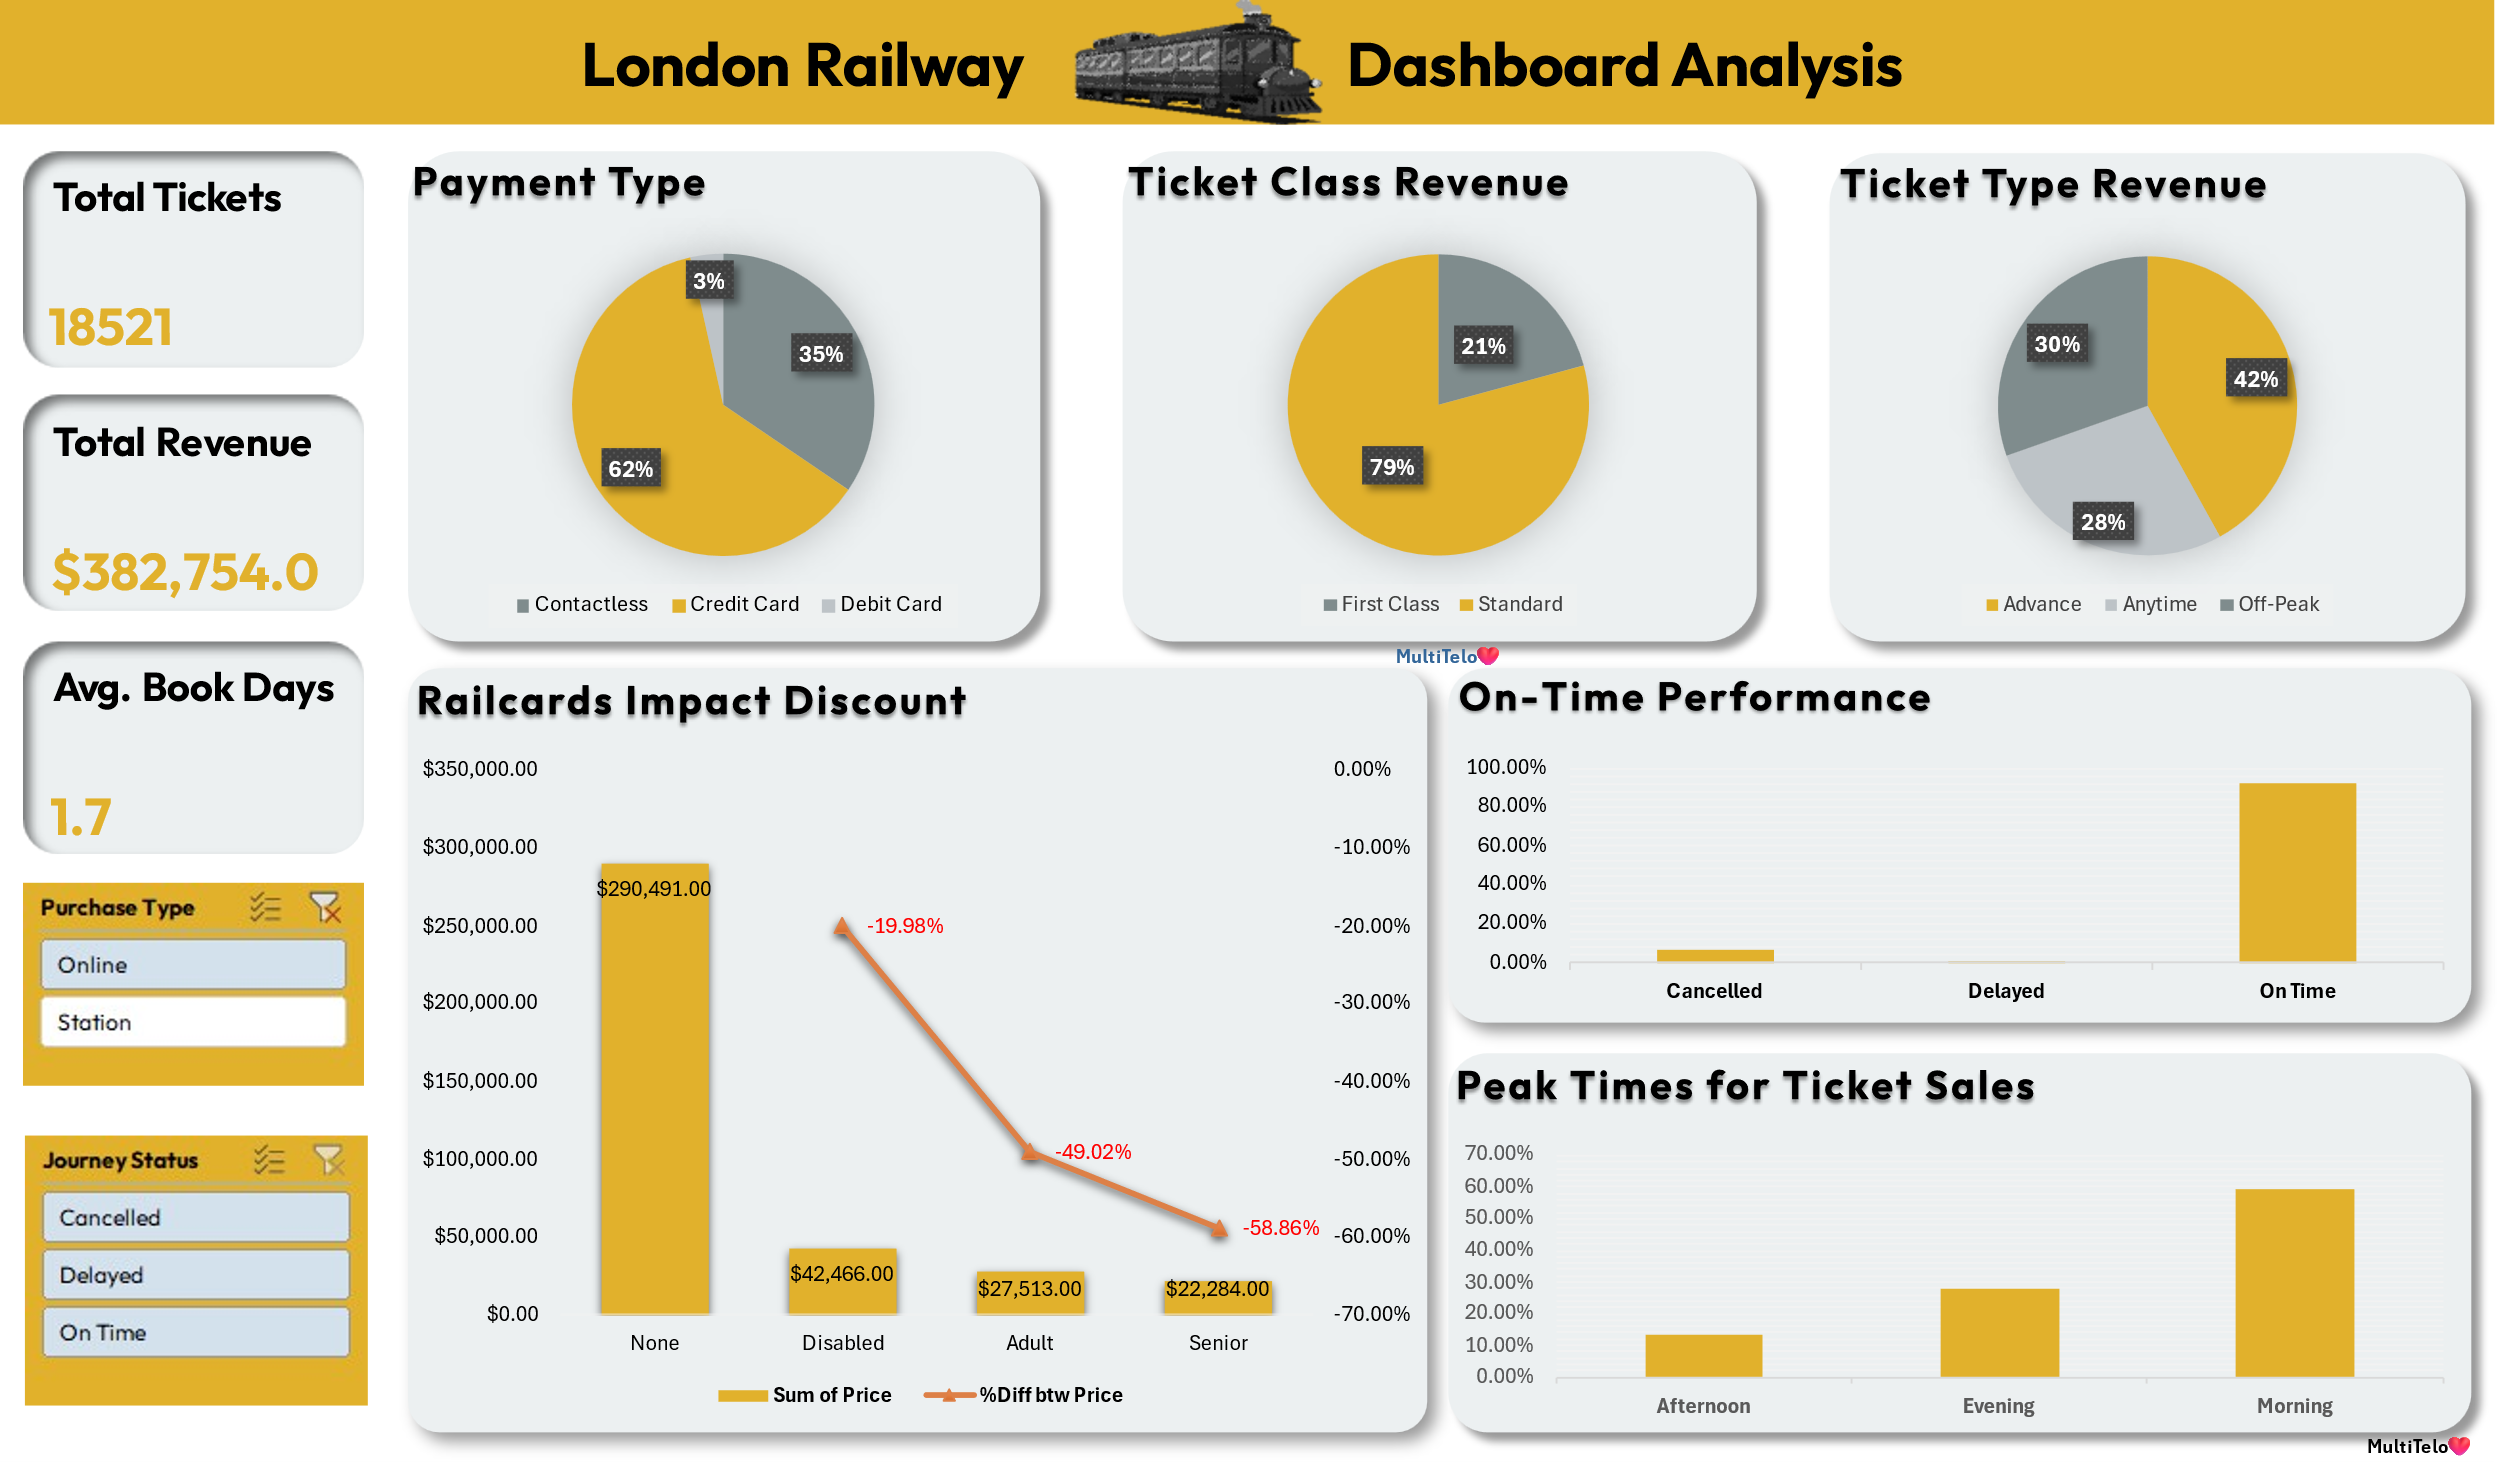 London Railway Dashboard Analysis
Total Tickets
18521
Total Revenue
$382,754.0
Avg. Book Days
1.7
Purchase Type
Online
Station
Journey Status
Cancelled
Delayed
On Time
Payment Type
3%
35%
62%
Contactless Credit Card Debit Card
Ticket Class Revenue
21%
79%
First Class Standard
Ticket Type Revenue
30%
42%
28%
Advance Anytime Off-Peak
MultiTelo
Railcards Impact Discount
$350,000.00 0.00%
$300,000.00 -10.00%
$290,491.00
$250,000.00 -19.98% -20.00%
$200,000.00 -30.00%
$150,000.00 -40.00%
-49.02%
$100,000.00 -50.00%
-58.86%
$50,000.00 -60.00%
$42,466.00
$27,513.00 $22,284.00
$0.00 -70.00%
None Disabled Adult Senior
Sum of Price %Diff btw Price
On-Time Performance
100.00%
80.00%
60.00%
40.00%
20.00%
0.00%
Cancelled Delayed On Time
Peak Times for Ticket Sales
70.00%
60.00%
50.00%
40.00%
30.00%
20.00%
10.00%
0.00%
Afternoon Evening Morning
MultiTelo